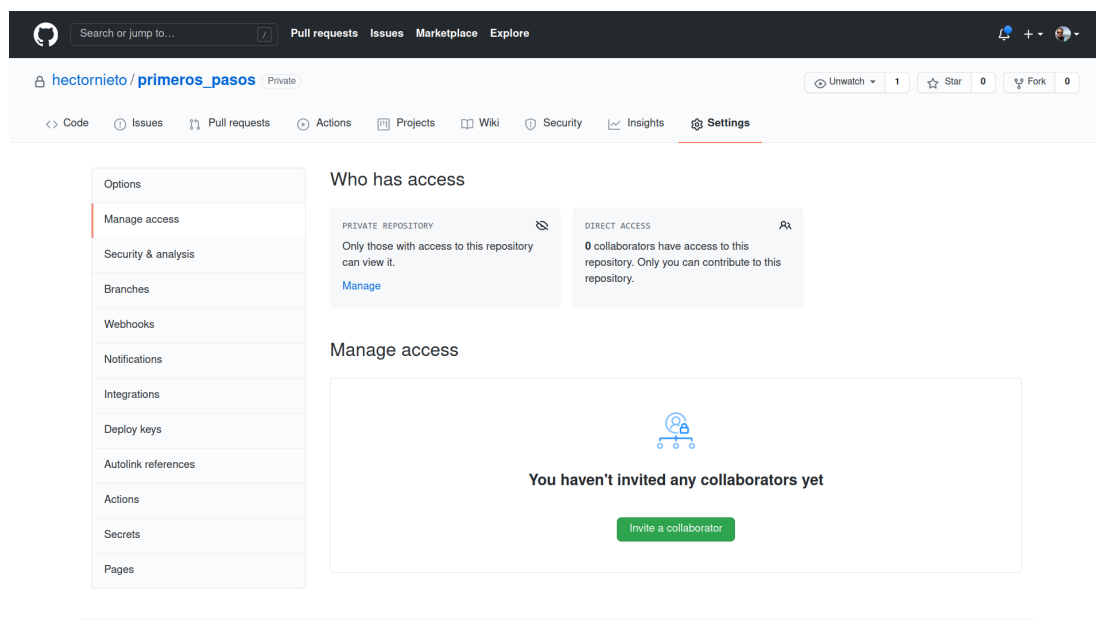 Search or jump to... / Pull requests Issues Marketplace Explore
hectornieto / primeros_pasos Private
Unwatch 1 Star 0 Fork 0
Code Issues Pull requests Actions Projects Wiki Security Insights Settings
Options
Manage access
Security & analysis
Branches
Webhooks
Notifications
Integrations
Deploy keys
Autolink references
Actions
Secrets
Pages
Who has access
PRIVATE REPOSITORY
Only those with access to this repository
can view it.
Manage
DIRECT ACCESS
0 collaborators have access to this
repository. Only you can contribute to this
repository.
Manage access
You haven't invited any collaborators yet
Invite a collaborator